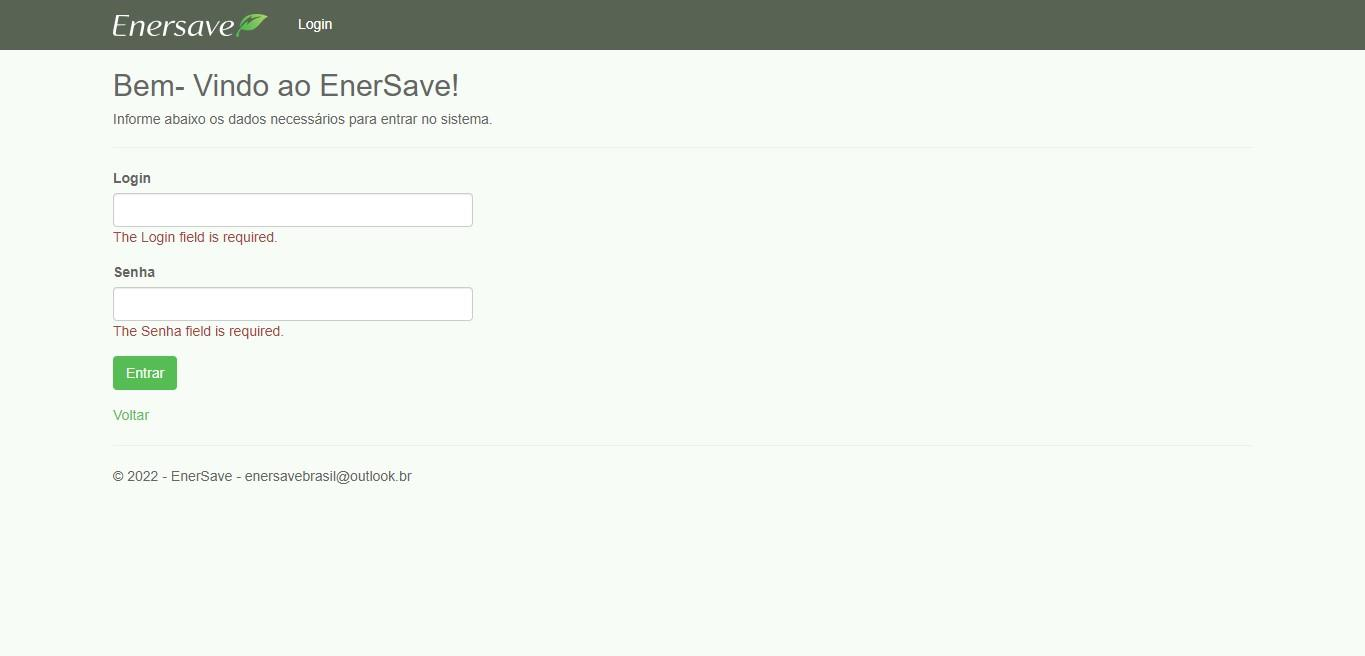 Enersave Login
Bem- Vindo ao EnerSave!
Informe abaixo os dados necessários para entrar no sistema.
Login
The Login field is required.
Senha
The Senha field is required.
Entrar
Voltar
© 2022 - EnerSave - enersavebrasil@outlook.br